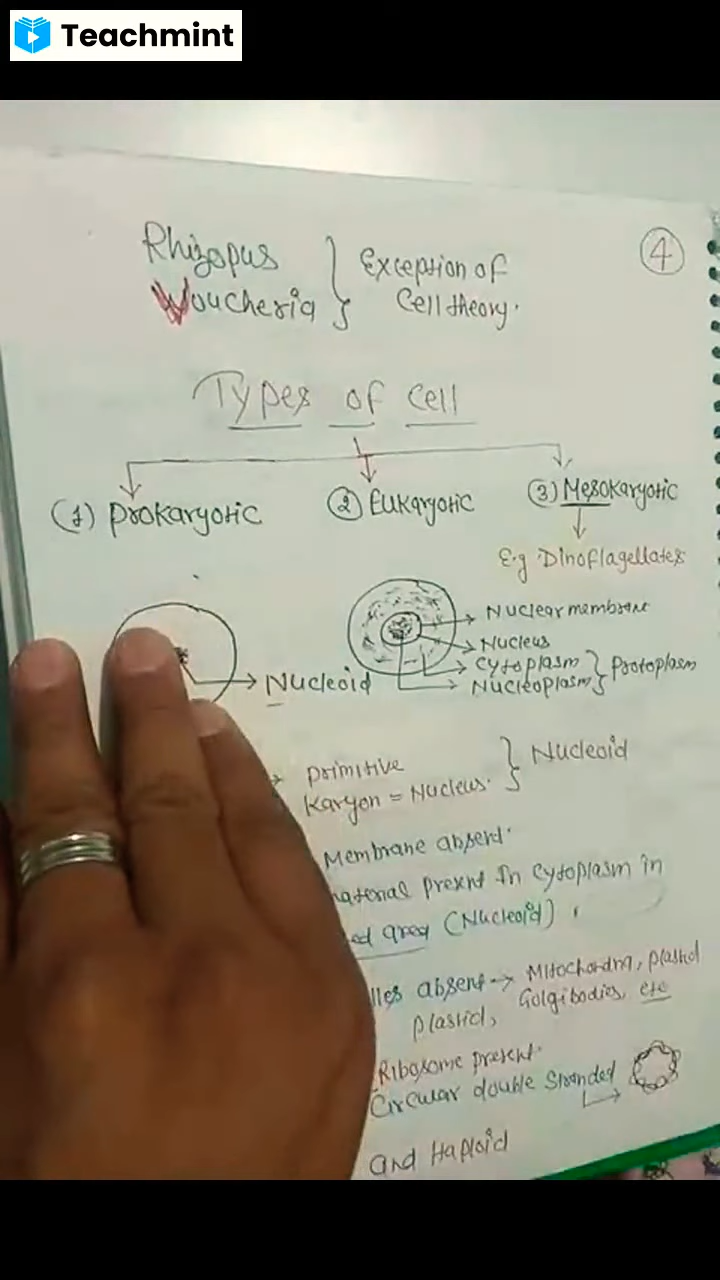 Teachmint
Rhizopus
Voucheria
Exception of
Cell theory.
4
Types of cell
(1) Prokaryotic
(2) Eukaryotic
(3) Mesokaryotic
E.g Dinoflagellates
Nuclear membrane
Nucleus
Cytoplasm
Nucleoplasm
Protoplasm
Nucleoid
Primitive
Karyon = Nucleus.
Nucleoid
Membrane absent.
material present in cytoplasm in
area (Nucleoid)
absent → Mitochondria, plastid
plastid, Golgibodies, etc
Ribosome present.
Circular double stranded
and Haploid